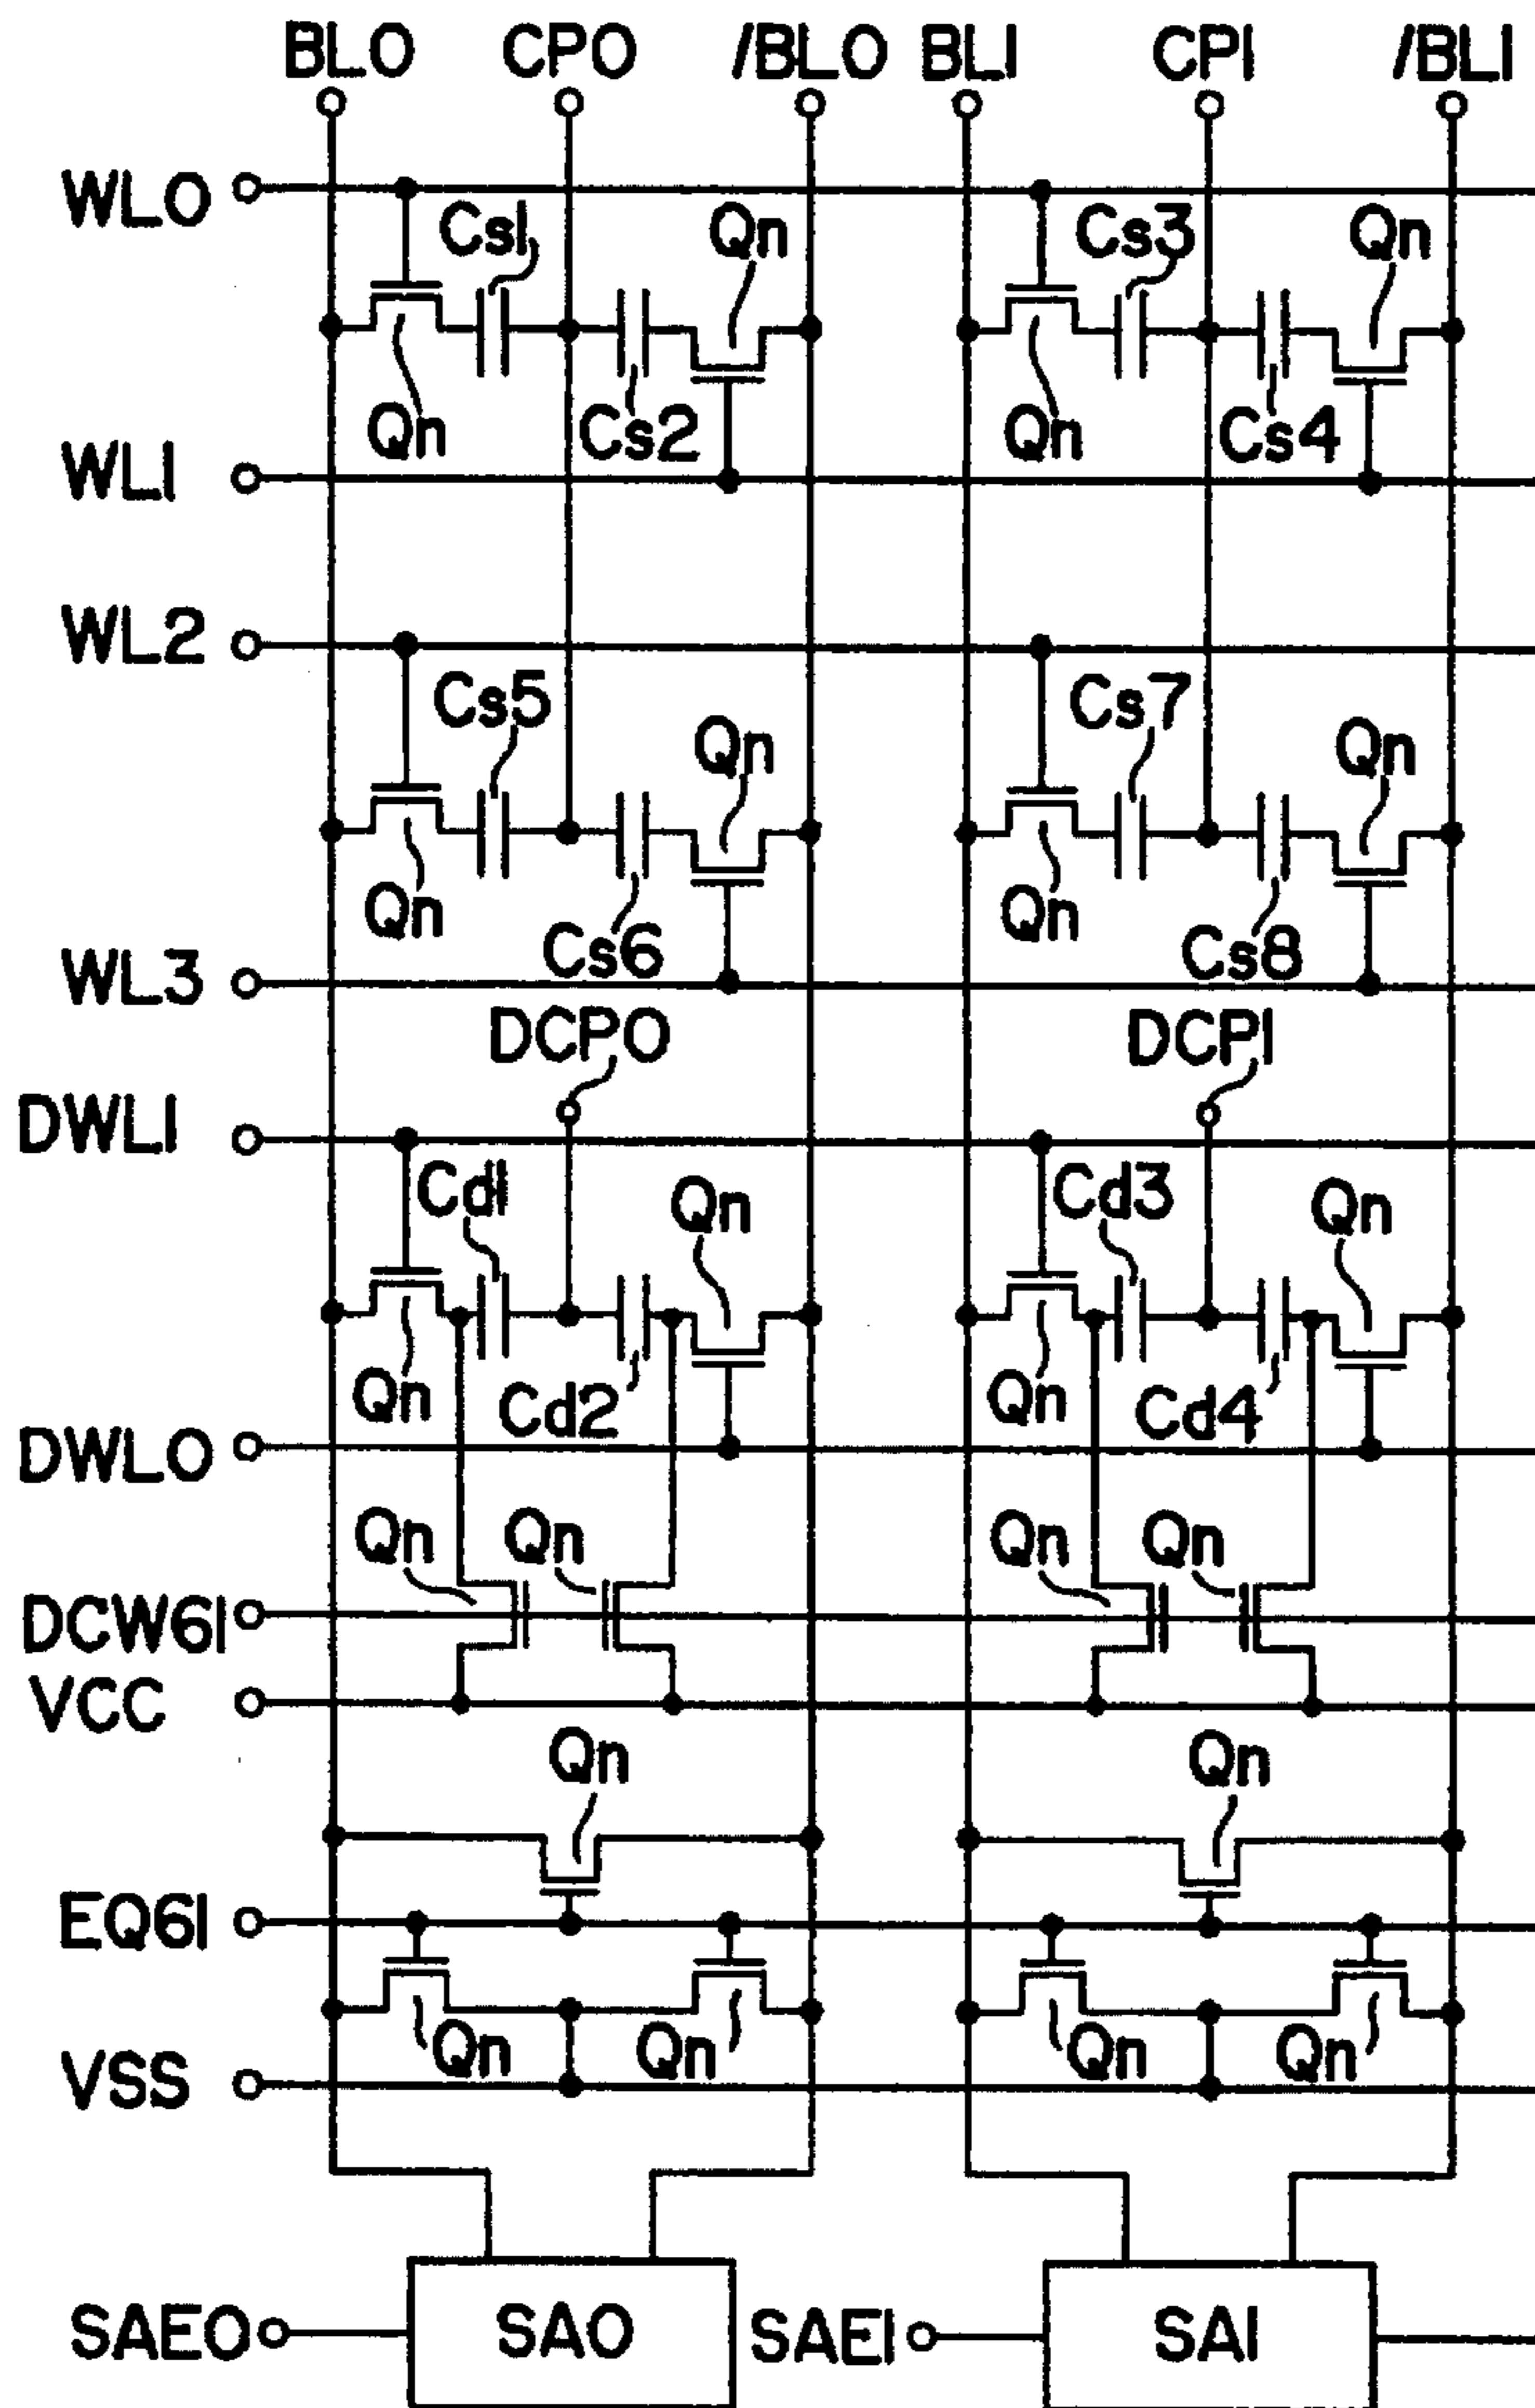 BL0 CP0 /BL0 BL1 CP1 /BL1
WL0
Cs1 Qn Cs3 Qn
Qn Cs2 Qn Cs4
WL1
WL2
Cs5 Qn Cs7 Qn
Qn Cs6 Qn Cs8
WL3
DCP0 DCP1
DWL1
Cd1 Qn Cd3 Qn
Qn Cd2 Qn Cd4
DWL0
Qn Qn Qn Qn
DCW61
VCC
Qn Qn
EQ61
Qn Qn Qn Qn
VSS
SAE0 SA0 SAE1 SA1